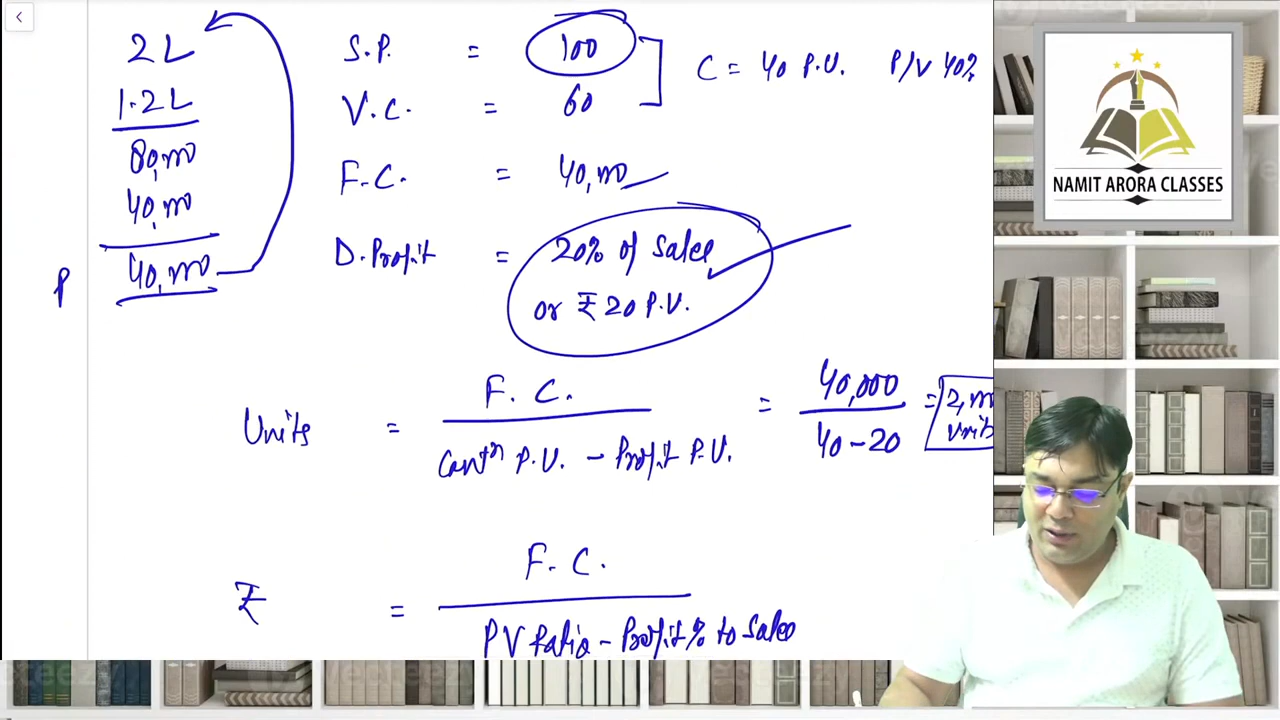 2L
1.2L
80,000
40,000
P 40,000
S.P. = 100
V.C. = 60
C = 40 P.U. P/V 40%
F.C. = 40,000
D. Profit = 20% of Sales
or ₹ 20 P.U.
Units = F. C. / Contn P.U. - Profit P.U. = 40,000 / 40-20 = 2,000 Units
₹ = F. C. / PV Ratio - Profit % to Sales
NAMIT ARORA CLASSES